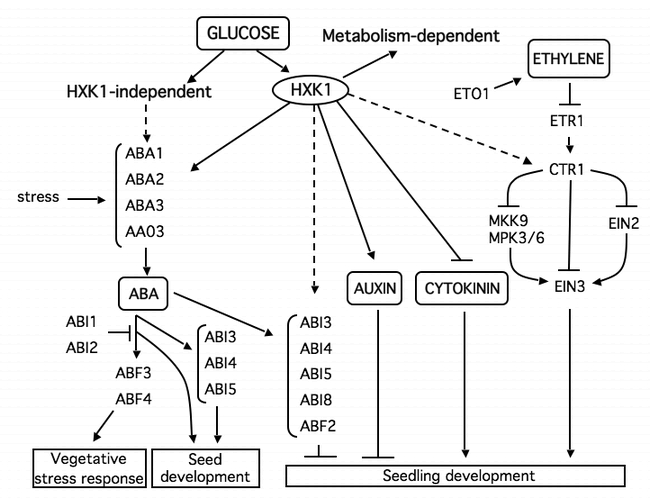 GLUCOSE
Metabolism-dependent
ETHYLENE
HXK1-independent
HXK1
ETO1
ETR1
ABA1
ABA2
ABA3
AAO3
stress
CTR1
MKK9
MPK3/6
EIN2
ABA
AUXIN
CYTOKININ
EIN3
ABI1
ABI2
ABI3
ABI4
ABI5
ABF3
ABF4
ABI3
ABI4
ABI5
ABI8
ABF2
Vegetative
stress response
Seed
development
Seedling development